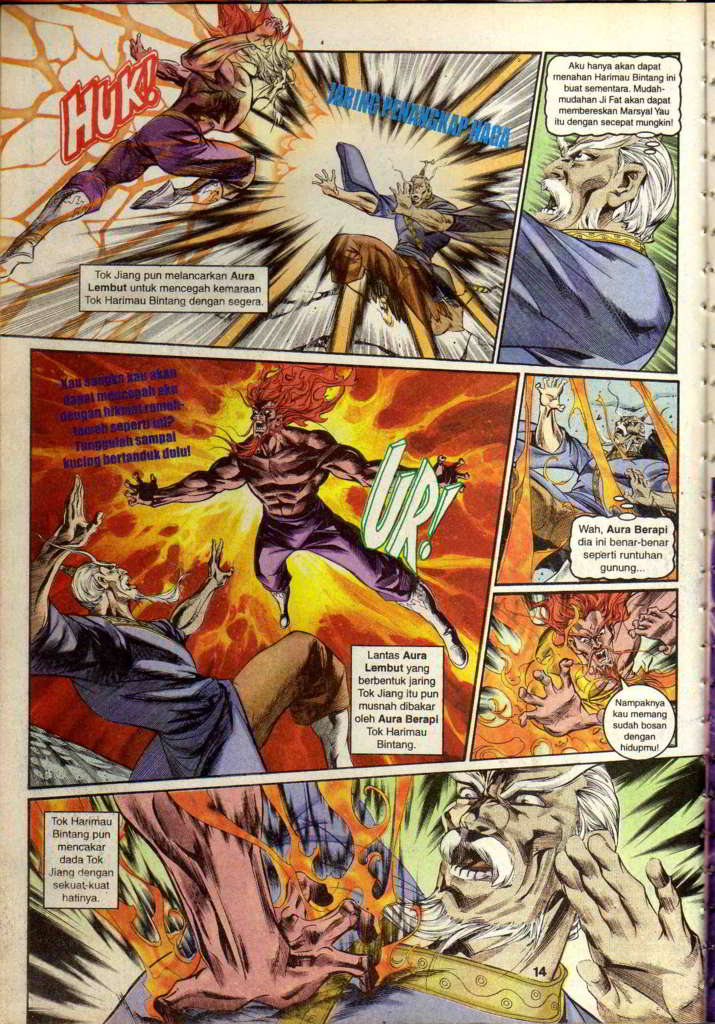 HUK!
JARING PENANGKAP NAGA
Tok Jiang pun melancarkan Aura
Lembut untuk mencegah kemaraan
Tok Harimau Bintang dengan segera.
Aku hanya akan dapat
menahan Harimau Bintang ini
buat sementara. Mudah-
mudahan Ji Fat akan dapat
membereskan Marsyal Yau
itu dengan secepat mungkin!
Kau sangka kau akan
dapat mencegah aku
dengan hikmat remeh-
temeh seperti ini?
Tunggulah sampai
kucing bertanduk dulu!
UR!
Lantas Aura
Lembut yang
berbentuk jaring
Tok Jiang itu pun
musnah dibakar
oleh Aura Berapi
Tok Harimau
Bintang.
Wah, Aura Berapi
dia ini benar-benar
seperti runtuhan
gunung...
Nampaknya
kau memang
sudah bosan
dengan
hidupmu!
Tok Harimau
Bintang pun
mencakar
dada Tok
Jiang dengan
sekuat-kuat
hatinya.
14